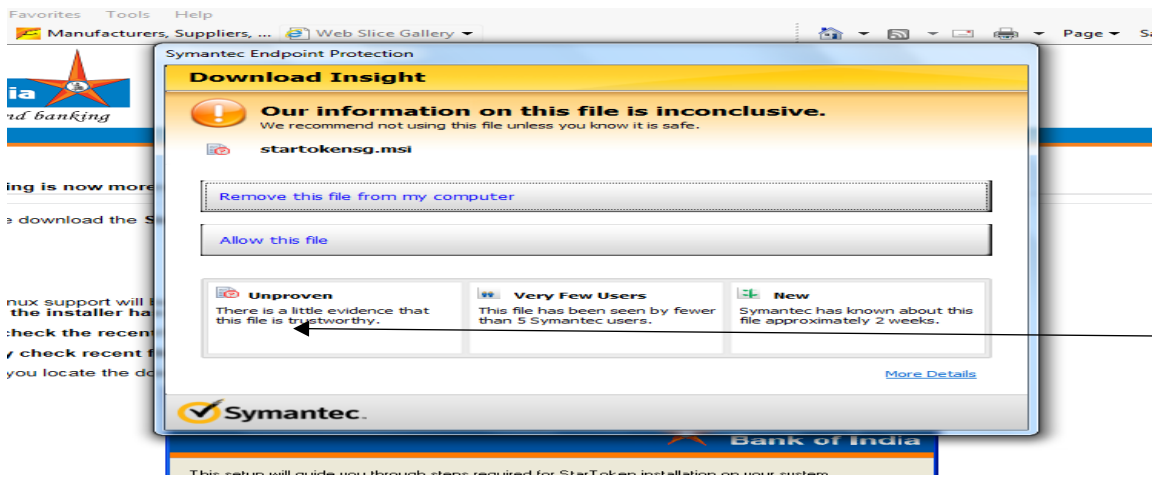 Favorites Tools Help
Manufacturers, Suppliers, ... Web Slice Gallery Page
Symantec Endpoint Protection
Download Insight
ia
nd banking
Our information on this file is inconclusive.
We recommend not using this file unless you know it is safe.
startokensg.msi
ing is now more
Remove this file from my computer
e download the S
Allow this file
Unproven
There is a little evidence that
this file is trustworthy.
Very Few Users
This file has been seen by fewer
than 5 Symantec users.
New
Symantec has known about this
file approximately 2 weeks.
nux support will
the installer ha
check the recen
y check recent f
you locate the do
More Details
Symantec.
Bank of India
This setup will guide you through steps required for StarToken installation on your system